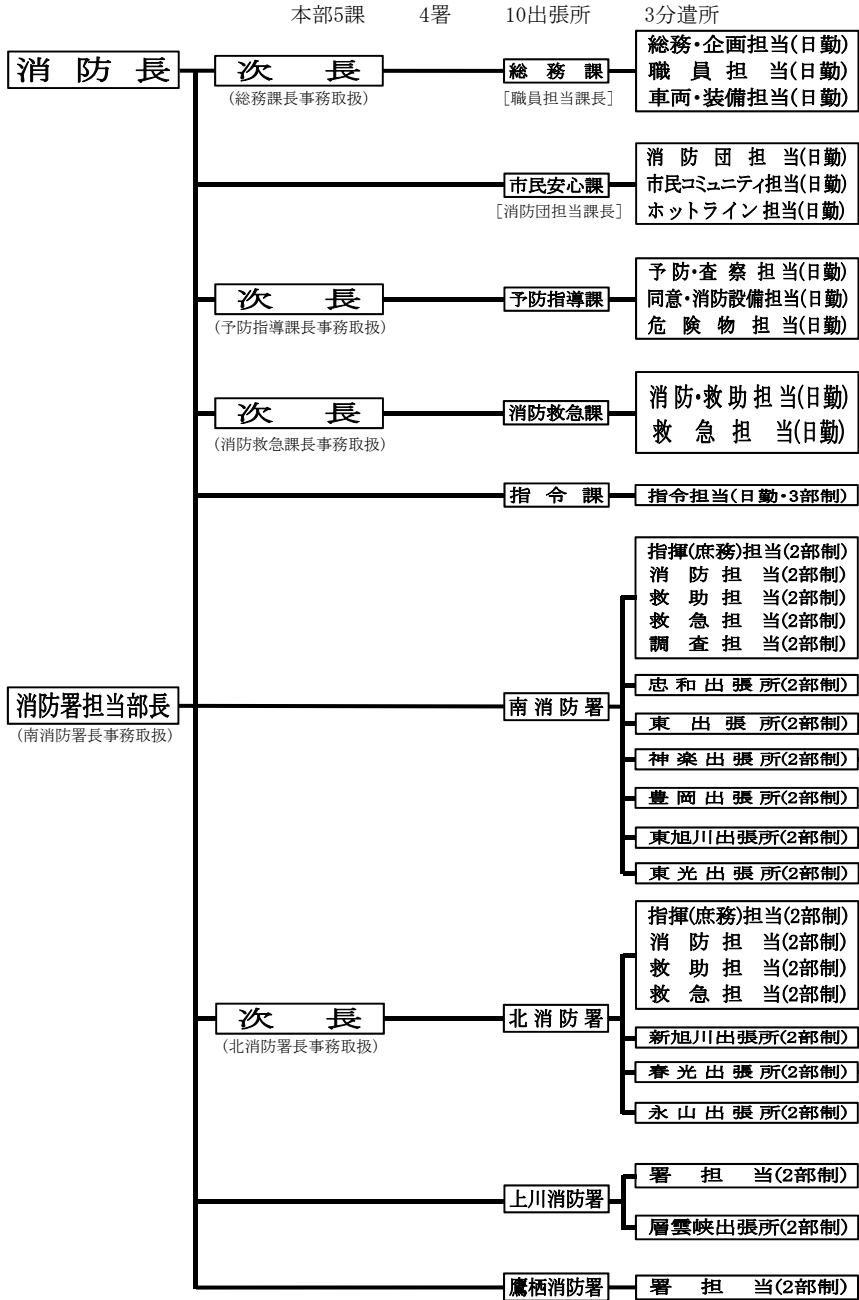 本部5課 4署 10出張所 3分遣所
消防長
次長
(総務課長事務取扱)
総務課
[職員担当課長]
総務・企画担当(日勤)
職員担当(日勤)
車両・装備担当(日勤)
市民安心課
[消防団担当課長]
消防団担当(日勤)
市民コミュニティ担当(日勤)
ホットライン担当(日勤)
次長
(予防指導課長事務取扱)
予防指導課
予防・査察担当(日勤)
同意・消防設備担当(日勤)
危険物担当(日勤)
次長
(消防救急課長事務取扱)
消防救急課
消防・救助担当(日勤)
救急担当(日勤)
指令課
指令担当(日勤・3部制)
消防署担当部長
(南消防署長事務取扱)
南消防署
指揮(庶務)担当(2部制)
消防担当(2部制)
救助担当(2部制)
救急担当(2部制)
調査担当(2部制)
忠和出張所(2部制)
東出張所(2部制)
神楽出張所(2部制)
豊岡出張所(2部制)
東旭川出張所(2部制)
東光出張所(2部制)
次長
(北消防署長事務取扱)
北消防署
指揮(庶務)担当(2部制)
消防担当(2部制)
救助担当(2部制)
救急担当(2部制)
新旭川出張所(2部制)
春光出張所(2部制)
永山出張所(2部制)
上川消防署
署担当(2部制)
層雲峡出張所(2部制)
鷹栖消防署
署担当(2部制)